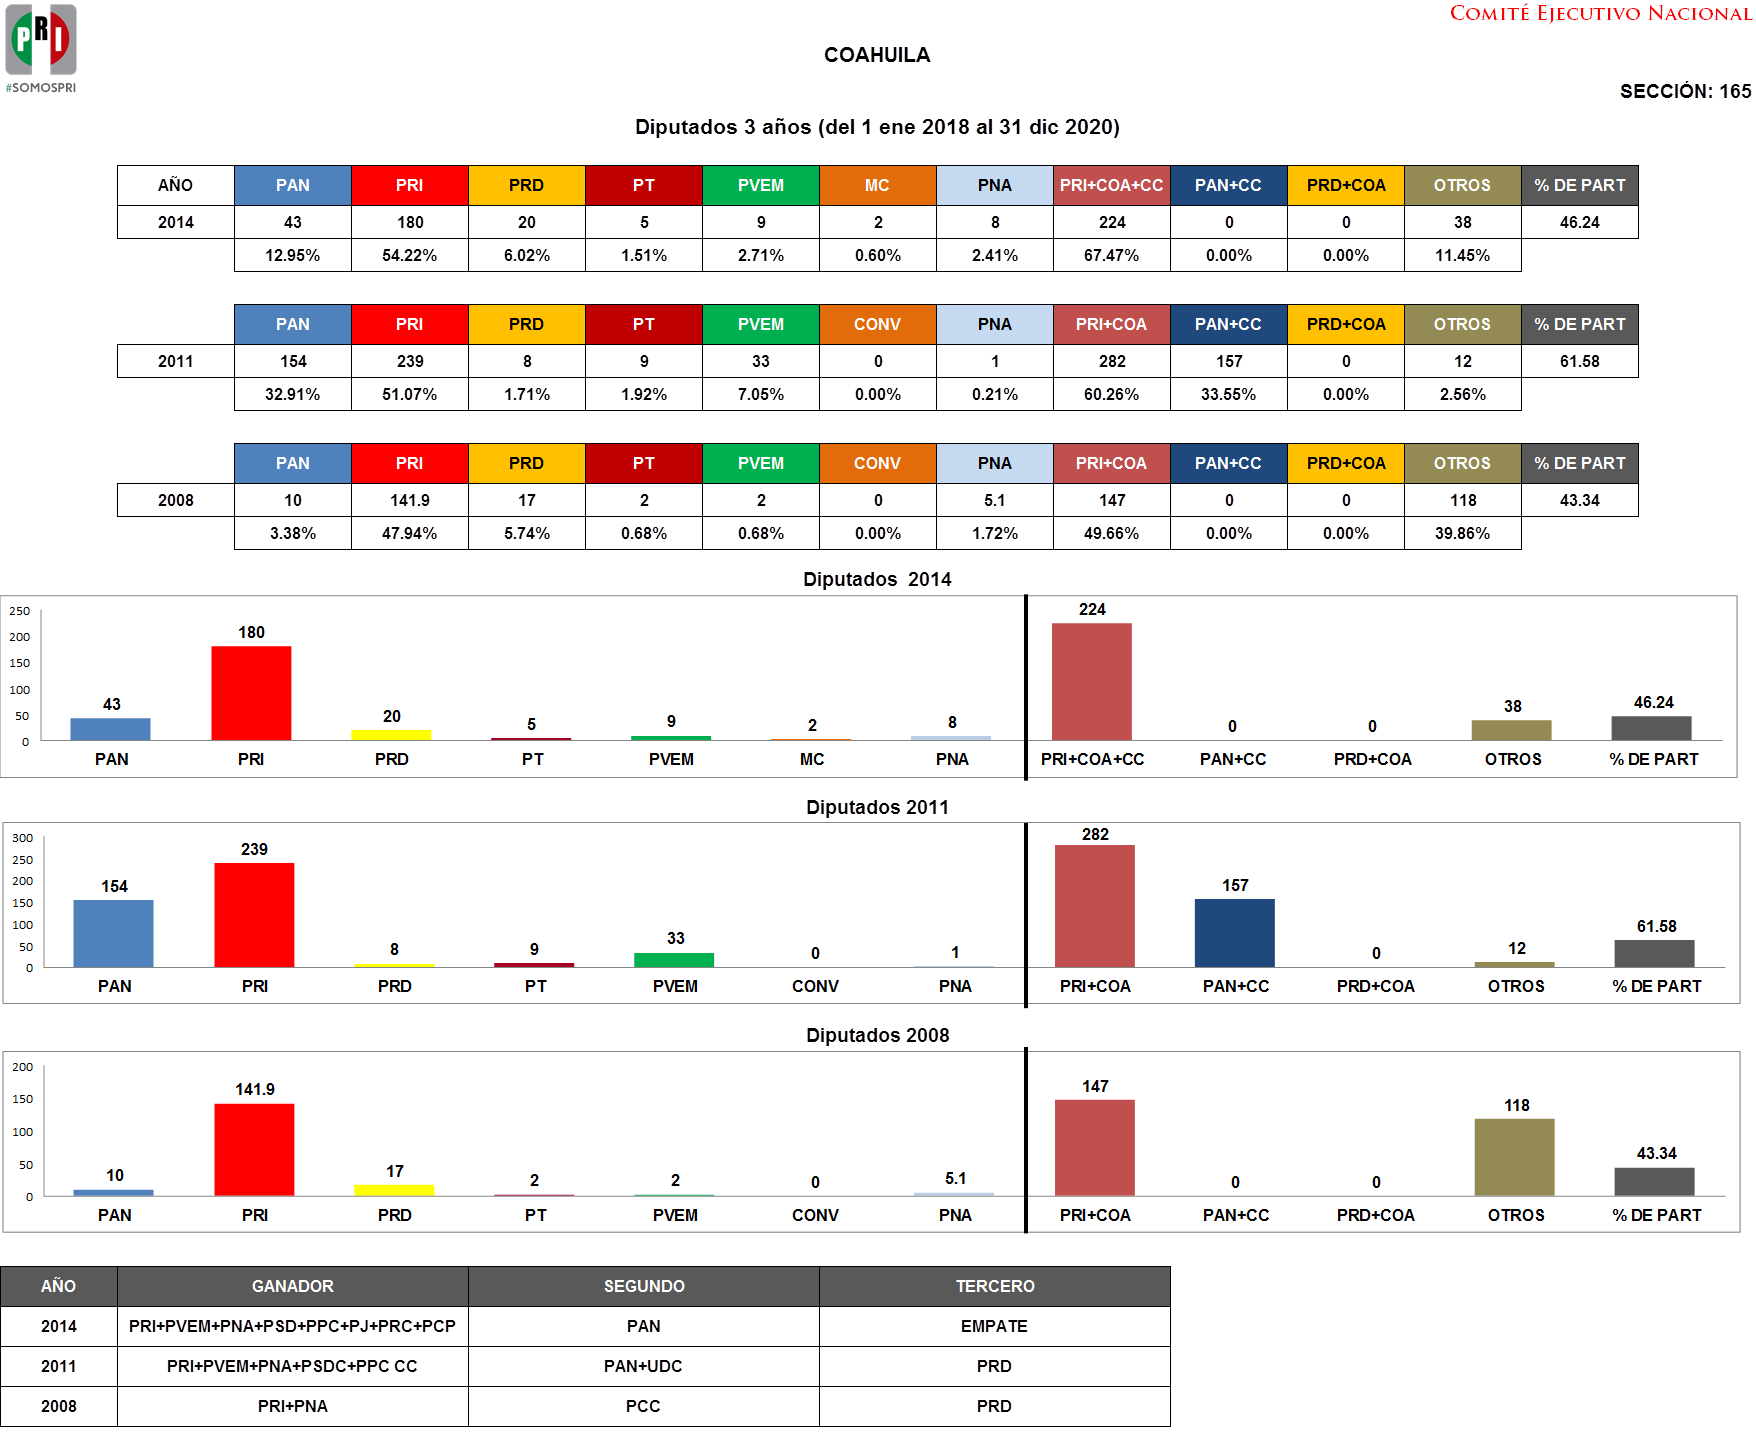 PRI
#SOMOSPRI
COMITÉ EJECUTIVO NACIONAL
COAHUILA
SECCIÓN: 165
Diputados 3 años (del 1 ene 2018 al 31 dic 2020)
AÑO PAN PRI PRD PT PVEM MC PNA PRI+COA+CC PAN+CC PRD+COA OTROS % DE PART
2014 43 180 20 5 9 2 8 224 0 0 38 46.24
12.95% 54.22% 6.02% 1.51% 2.71% 0.60% 2.41% 67.47% 0.00% 0.00% 11.45%
PAN PRI PRD PT PVEM CONV PNA PRI+COA PAN+CC PRD+COA OTROS % DE PART
2011 154 239 8 9 33 0 1 282 157 0 12 61.58
32.91% 51.07% 1.71% 1.92% 7.05% 0.00% 0.21% 60.26% 33.55% 0.00% 2.56%
PAN PRI PRD PT PVEM CONV PNA PRI+COA PAN+CC PRD+COA OTROS % DE PART
2008 10 141.9 17 2 2 0 5.1 147 0 0 118 43.34
3.38% 47.94% 5.74% 0.68% 0.68% 0.00% 1.72% 49.66% 0.00% 0.00% 39.86%
Diputados 2014
250
200
150
100
50
0
43 180 20 5 9 2 8 224 0 0 38 46.24
PAN PRI PRD PT PVEM MC PNA PRI+COA+CC PAN+CC PRD+COA OTROS % DE PART
Diputados 2011
300
250
200
150
100
50
0
154 239 8 9 33 0 1 282 157 0 12 61.58
PAN PRI PRD PT PVEM CONV PNA PRI+COA PAN+CC PRD+COA OTROS % DE PART
Diputados 2008
200
150
100
50
0
10 141.9 17 2 2 0 5.1 147 0 0 118 43.34
PAN PRI PRD PT PVEM CONV PNA PRI+COA PAN+CC PRD+COA OTROS % DE PART
AÑO GANADOR SEGUNDO TERCERO
2014 PRI+PVEM+PNA+PSD+PPC+PJ+PRC+PCP PAN EMPATE
2011 PRI+PVEM+PNA+PSDC+PPC CC PAN+UDC PRD
2008 PRI+PNA PCC PRD